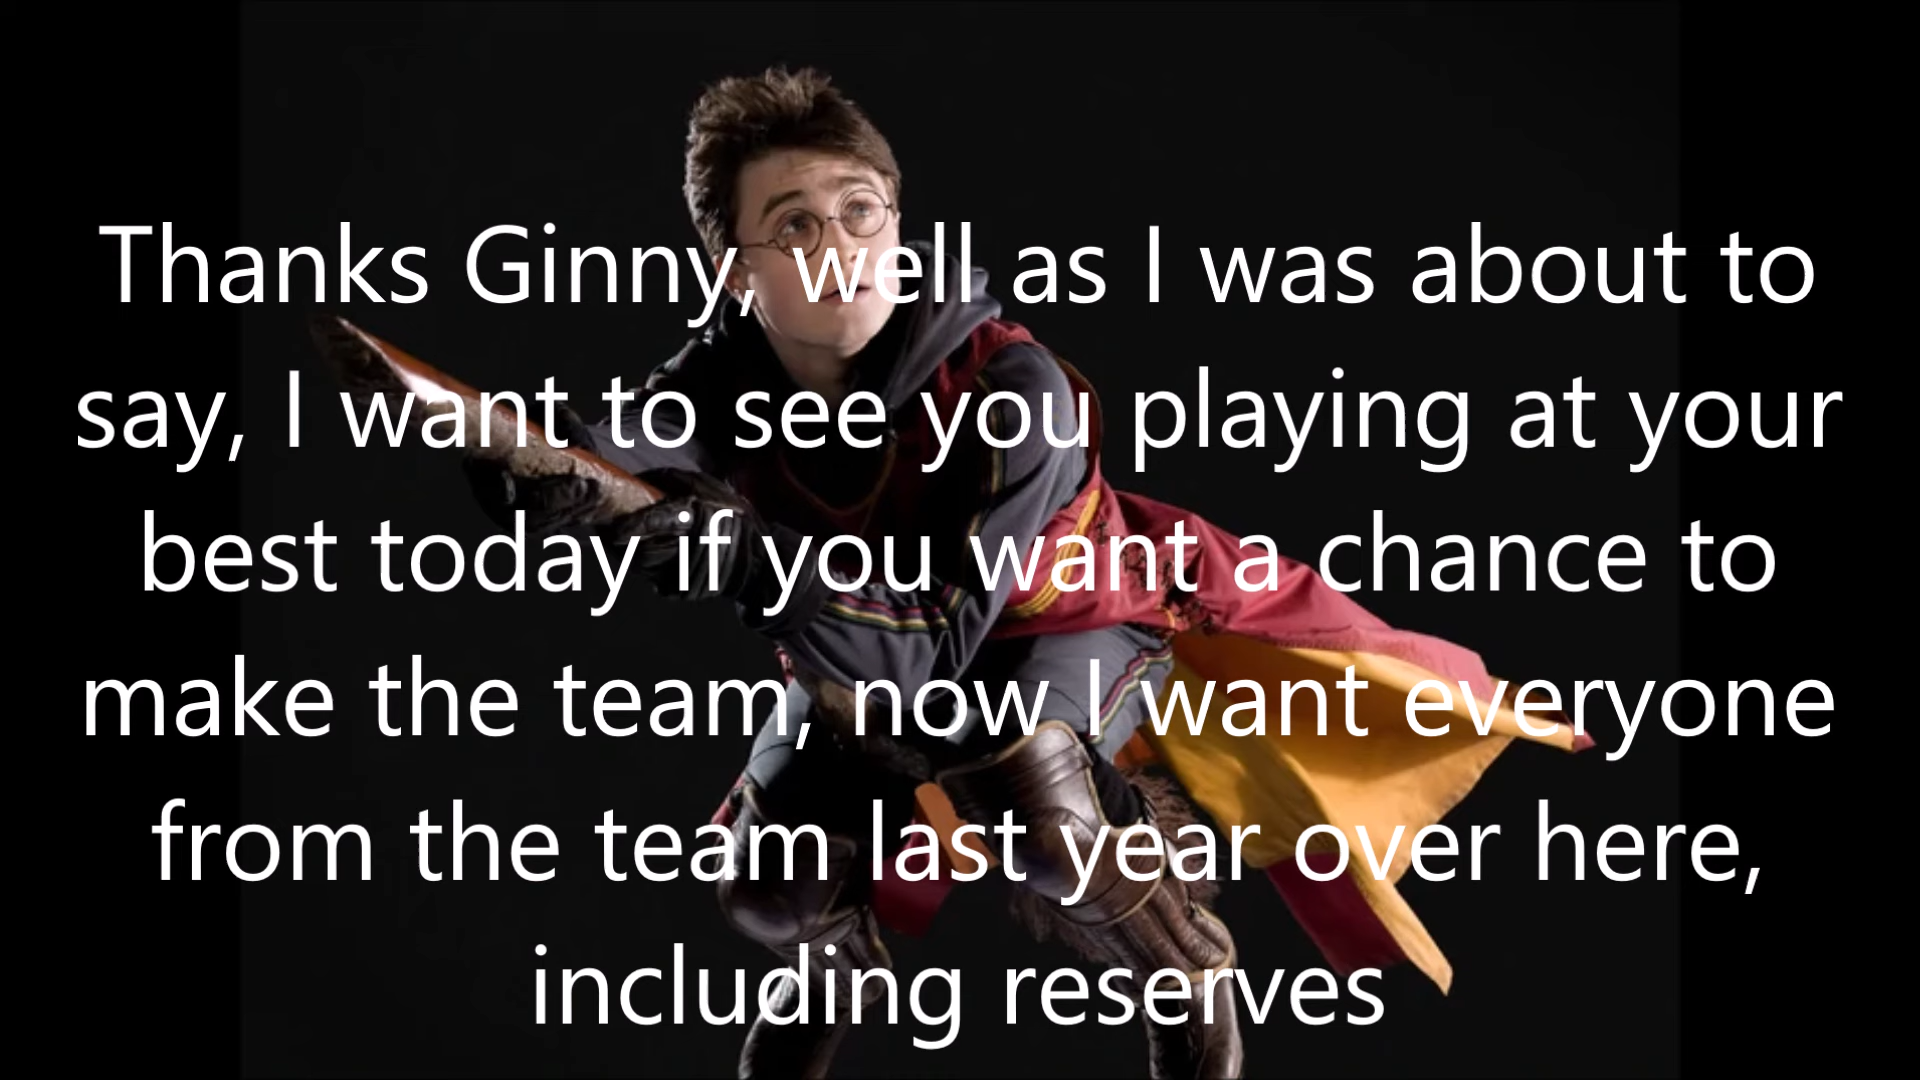 Thanks Ginny, well as I was about to
say, I want to see you playing at your
best today if you want a chance to
make the team, now I want everyone
from the team last year over here,
including reserves